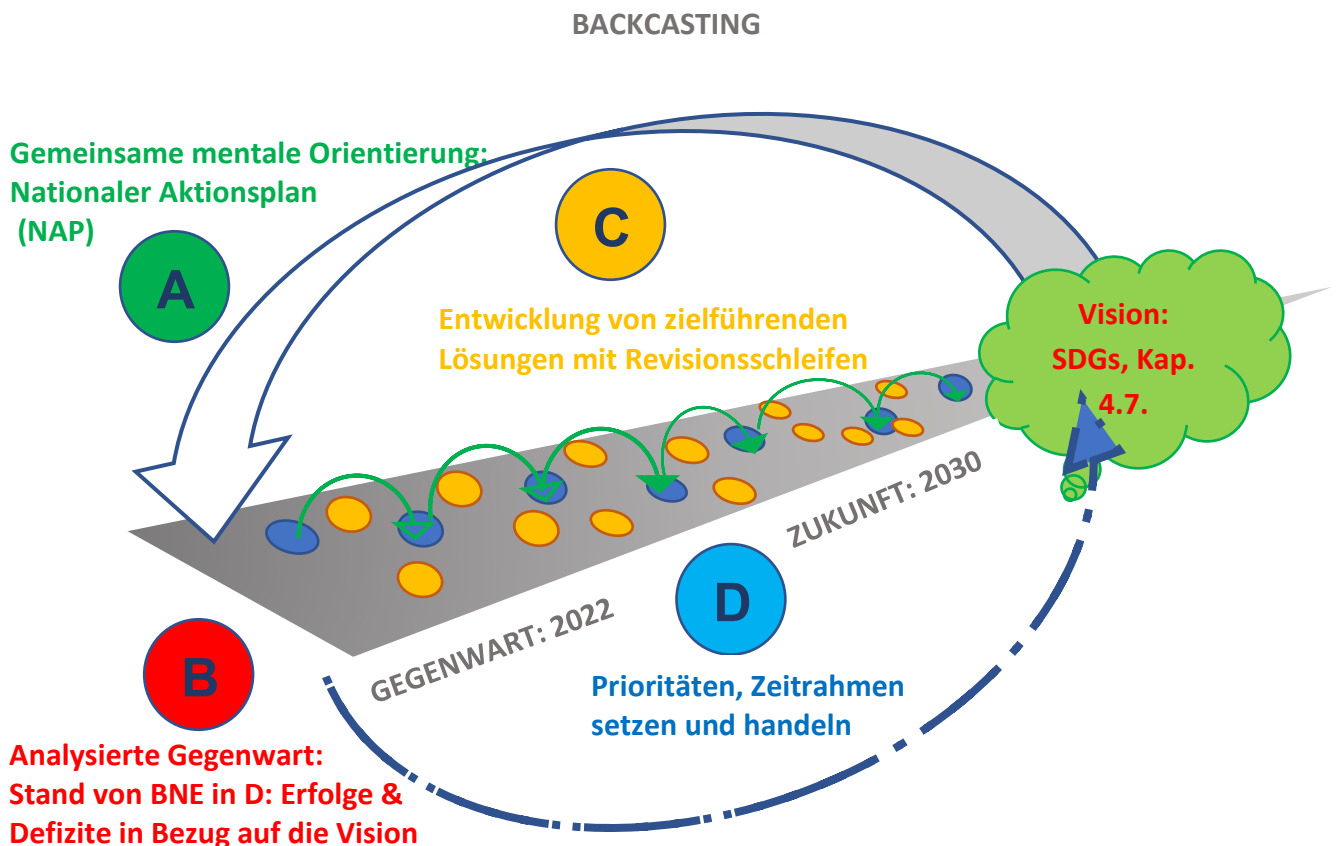 BACKCASTING
Gemeinsame mentale Orientierung:
Nationaler Aktionsplan
(NAP)
A
C
Entwicklung von zielführenden
Lösungen mit Revisionsschleifen
Vision:
SDGs, Kap.
4.7.
ZUKUNFT: 2030
GEGENWART: 2022
D
Prioritäten, Zeitrahmen
setzen und handeln
B
Analysierte Gegenwart:
Stand von BNE in D: Erfolge &
Defizite in Bezug auf die Vision